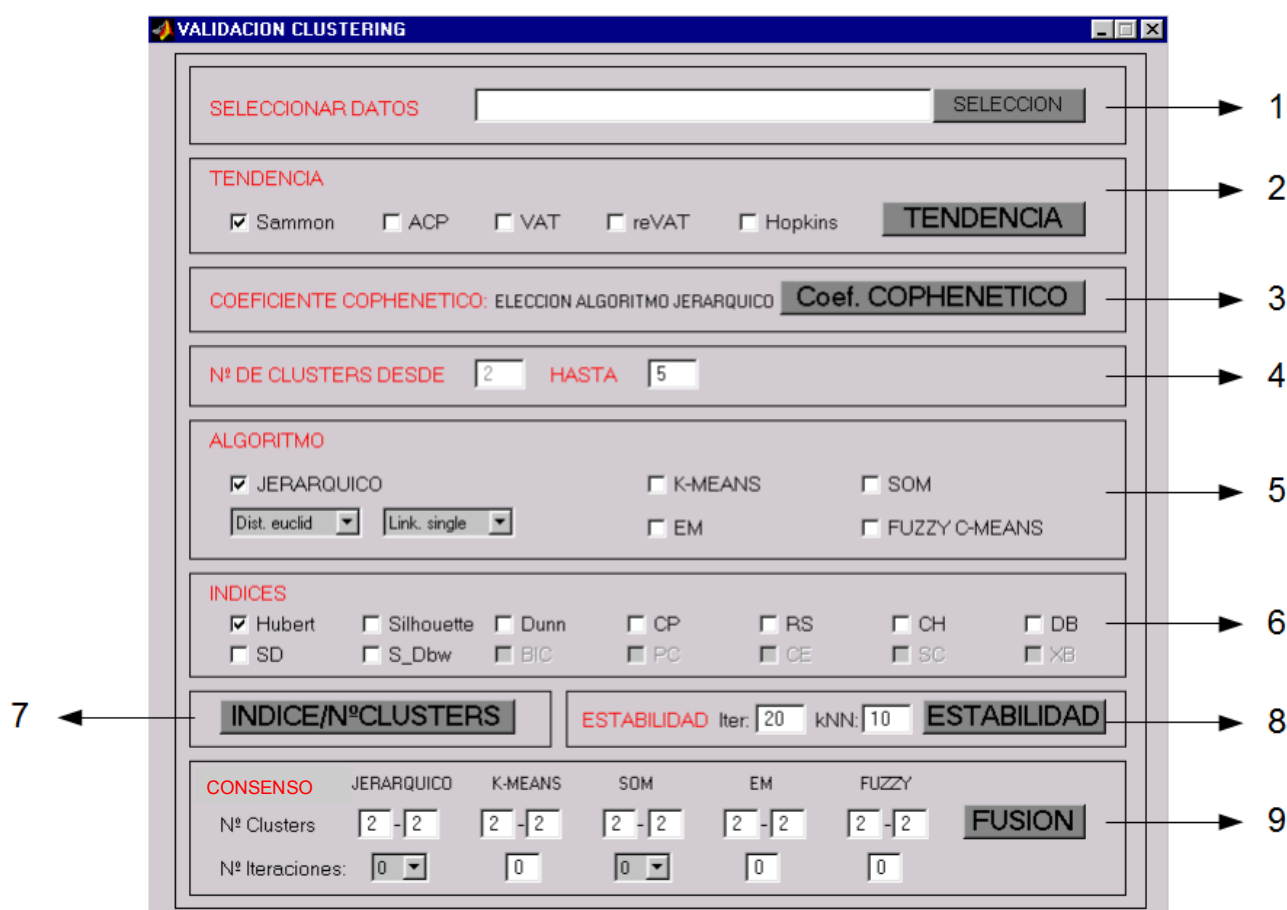 VALIDACION CLUSTERING
SELECCIONAR DATOS SELECCION 1
TENDENCIA 2
Sammon ACP VAT reVAT Hopkins TENDENCIA
COEFICIENTE COPHENETICO: ELECCION ALGORITMO JERARQUICO Coef. COPHENETICO 3
Nº DE CLUSTERS DESDE 2 HASTA 5 4
ALGORITMO
JERARQUICO K-MEANS SOM 5
Dist. euclid Link. single EM FUZZY C-MEANS
INDICES
Hubert Silhouette Dunn CP RS CH DB 6
SD S_Dbw BIC PC CE SC XB
7 INDICE/NºCLUSTERS ESTABILIDAD Iter: 20 kNN: 10 ESTABILIDAD 8
CONSENSO JERARQUICO K-MEANS SOM EM FUZZY
Nº Clusters 2 - 2 2 - 2 2 - 2 2 - 2 2 - 2 FUSION 9
Nº Iteraciones: 0 0 0 0 0